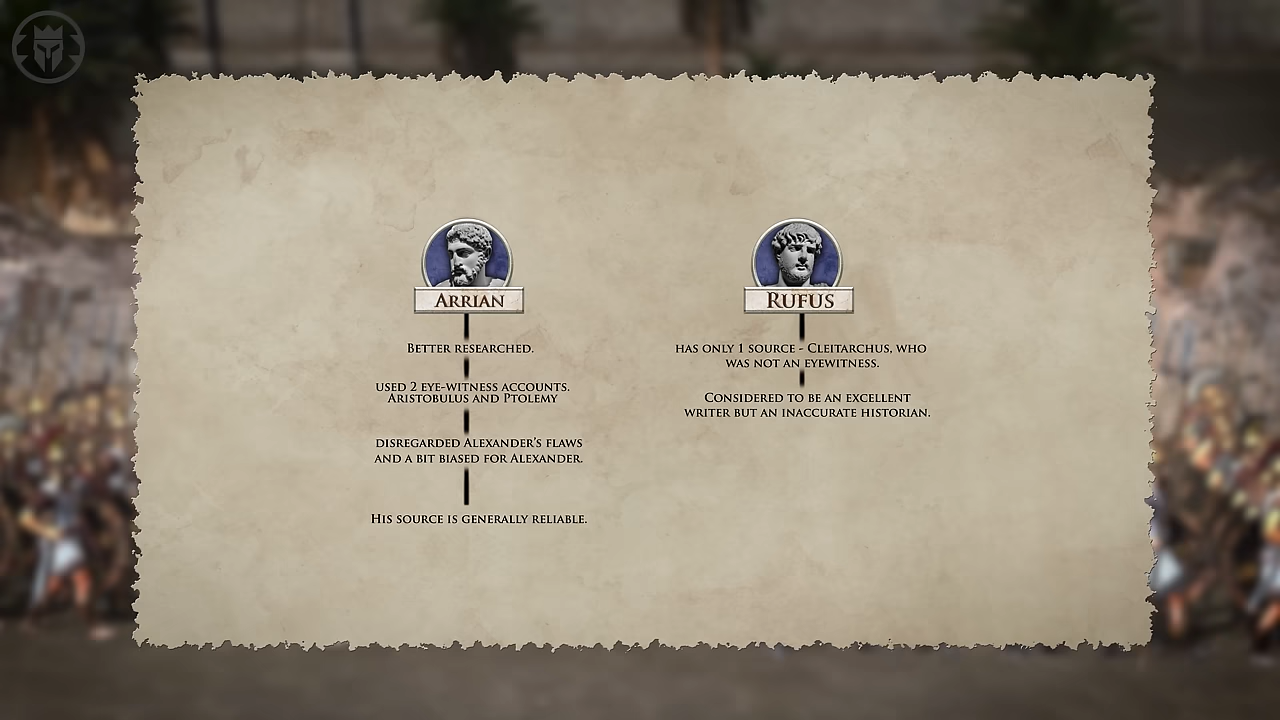 Arrian
Better researched.
used 2 eye-witness accounts.
Aristobulus and Ptolemy
disregarded Alexander's flaws
and a bit biased for Alexander.
His source is generally reliable.
Rufus
has only 1 source - Cleitarchus, who
was not an eyewitness.
Considered to be an excellent
writer but an inaccurate historian.